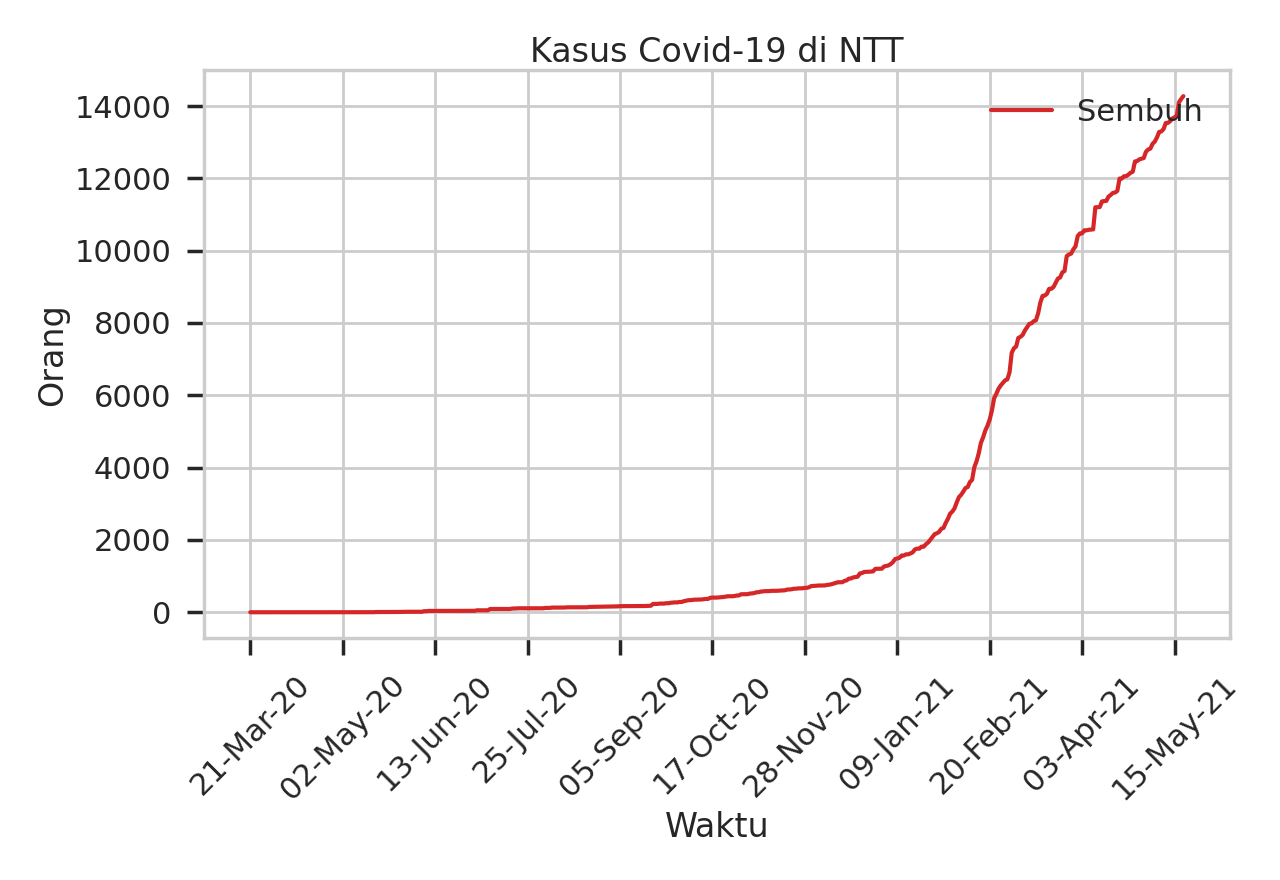 Kasus Covid-19 di NTT
Sembuh
14000
12000
10000
8000
6000
4000
2000
0
Orang
21-Mar-20
02-May-20
13-Jun-20
25-Jul-20
05-Sep-20
17-Oct-20
28-Nov-20
09-Jan-21
20-Feb-21
03-Apr-21
15-May-21
Waktu